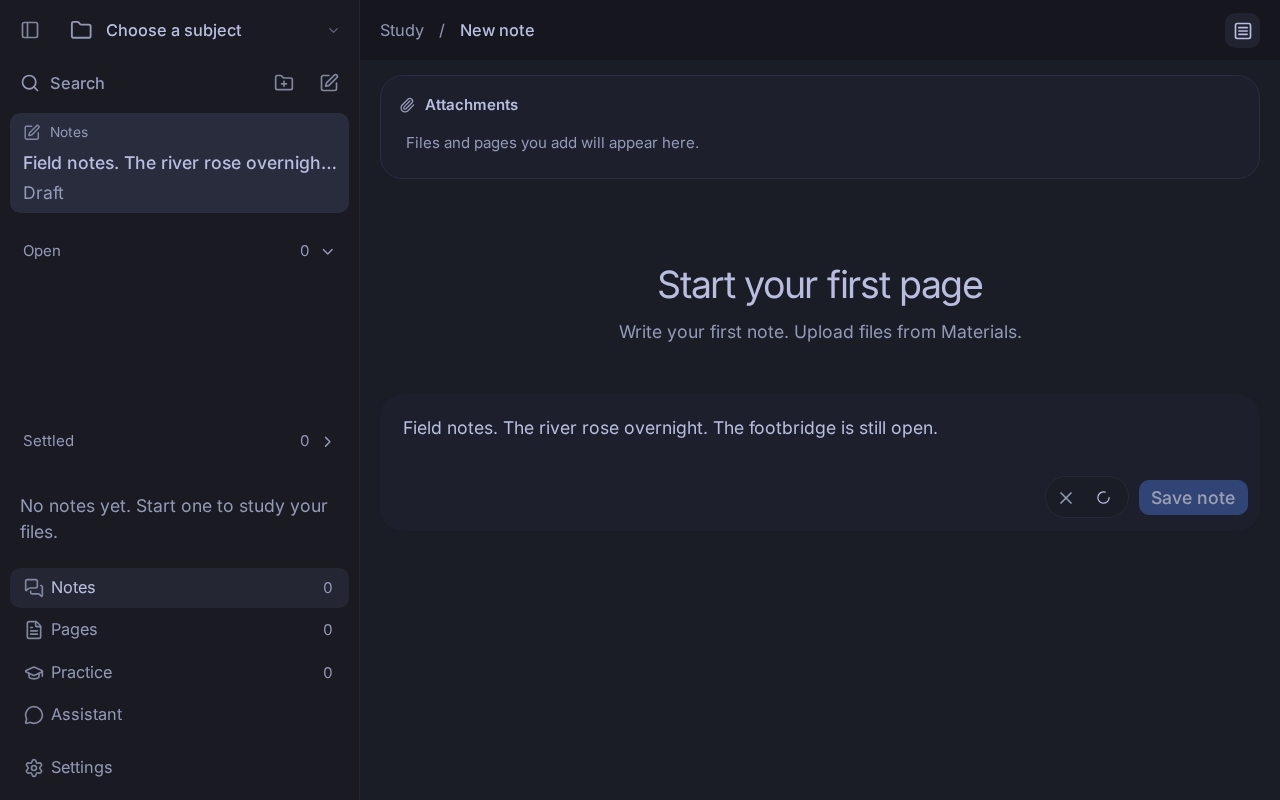 Choose a subject
Search
Notes
Field notes. The river rose overnigh...
Draft
Open 0
Settled 0
No notes yet. Start one to study your
files.
Notes 0
Pages 0
Practice 0
Assistant
Settings
Study / New note
Attachments
Files and pages you add will appear here.
Start your first page
Write your first note. Upload files from Materials.
Field notes. The river rose overnight. The footbridge is still open.
Save note